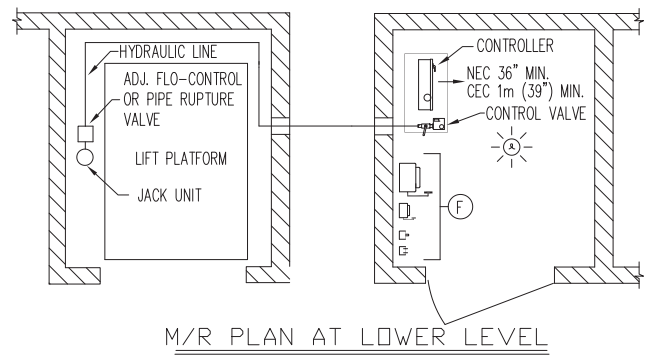 HYDRAULIC LINE
ADJ. FLO-CONTROL
OR PIPE RUPTURE
VALVE
LIFT PLATFORM
JACK UNIT
CONTROLLER
NEC 36" MIN.
CEC 1m (39") MIN.
CONTROL VALVE
F
M/R PLAN AT LOWER LEVEL